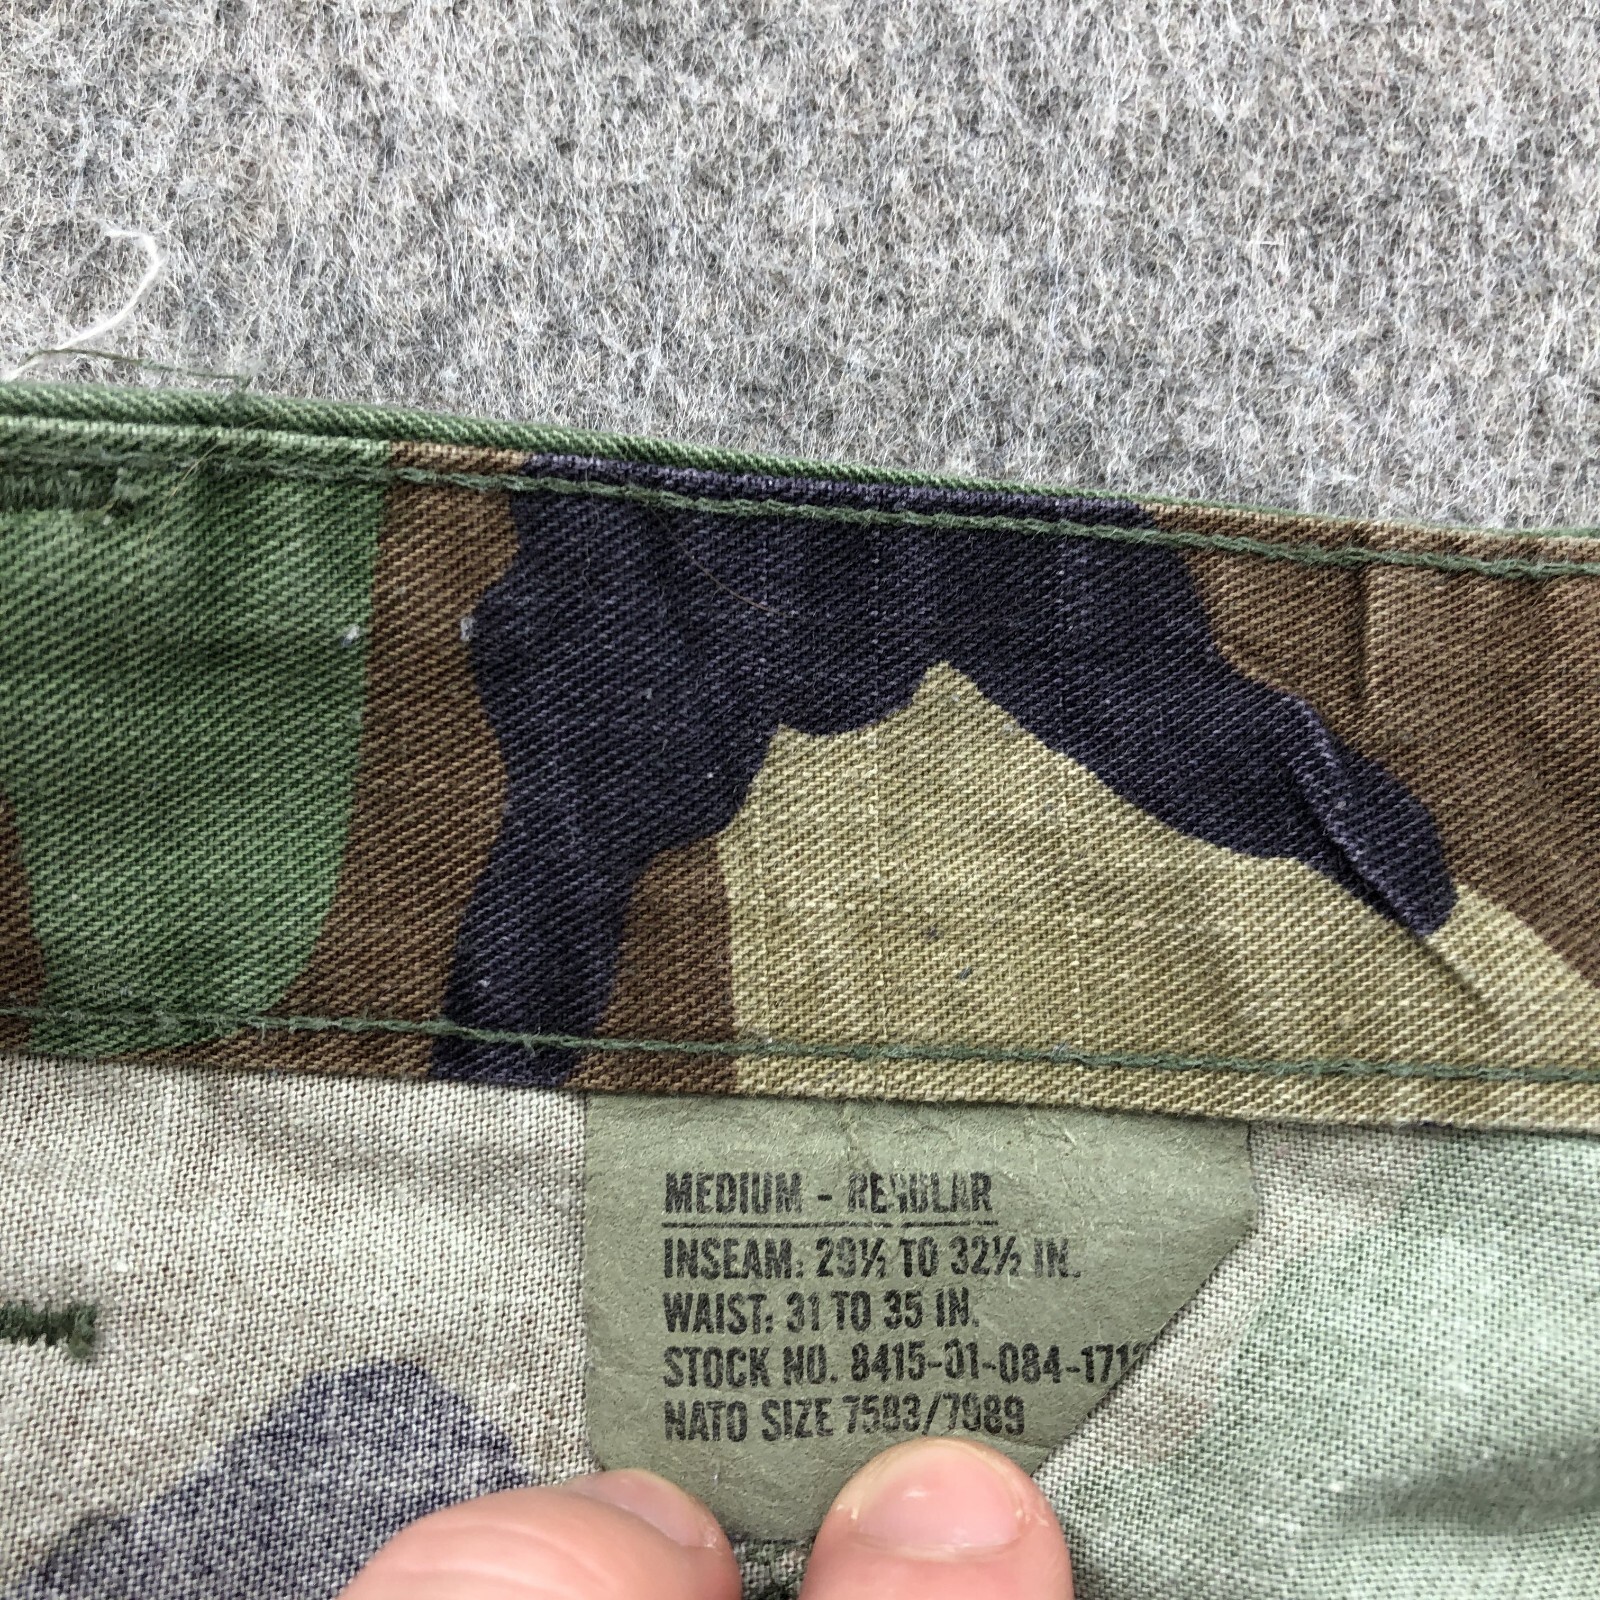 MEDIUM - REGULAR
INSEAM: 29½ TO 32½ IN.
WAIST: 31 TO 35 IN.
STOCK NO. 8415-01-084-171
NATO SIZE 7583/7989